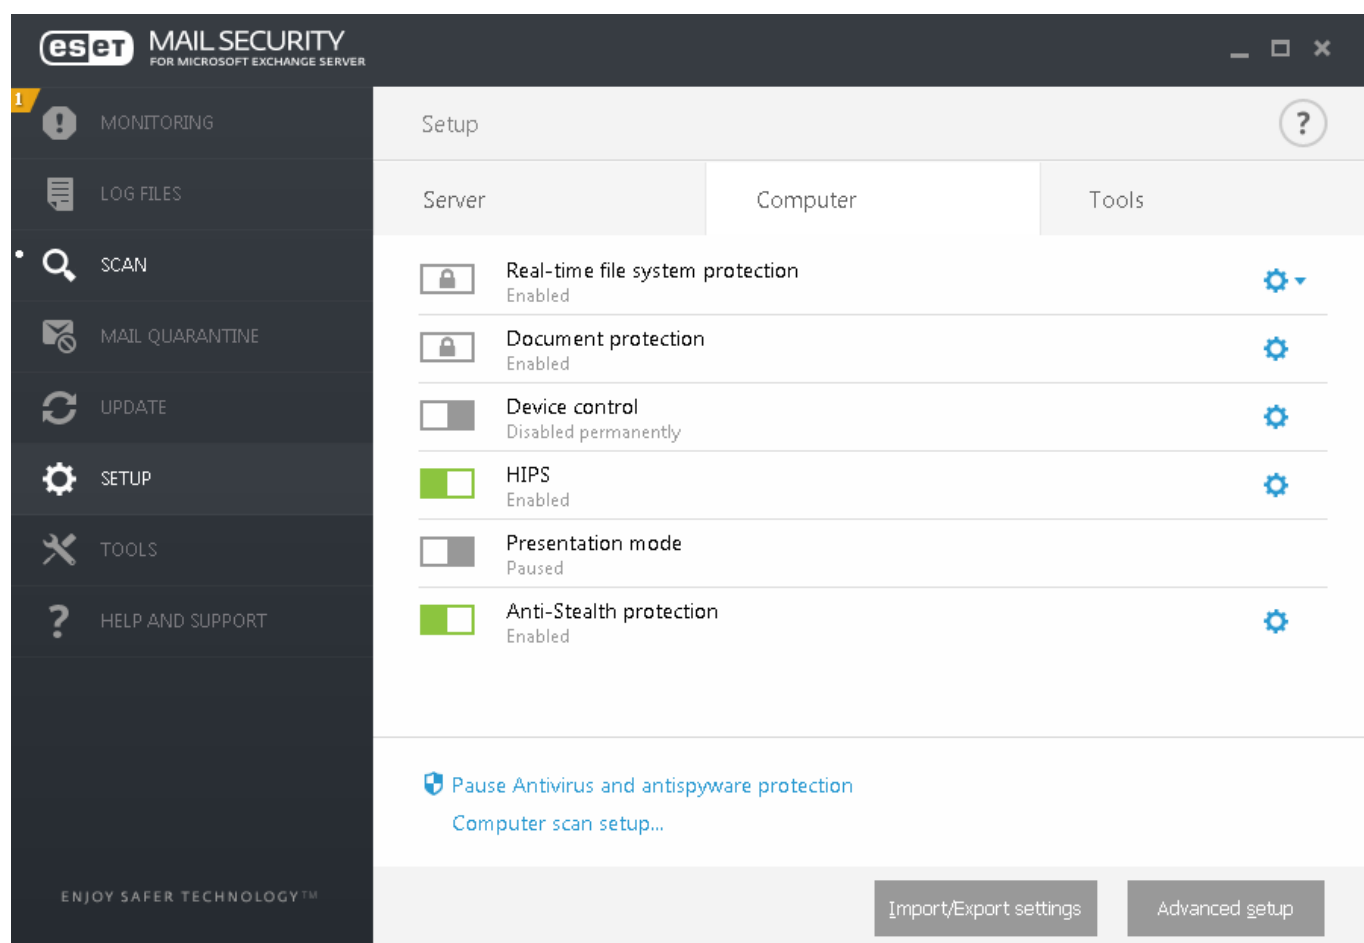 eset MAIL SECURITY
FOR MICROSOFT EXCHANGE SERVER
1
MONITORING
LOG FILES
SCAN
MAIL QUARANTINE
UPDATE
SETUP
TOOLS
HELP AND SUPPORT
ENJOY SAFER TECHNOLOGY™
Setup
?
Server Computer Tools
Real-time file system protection
Enabled
Document protection
Enabled
Device control
Disabled permanently
HIPS
Enabled
Presentation mode
Paused
Anti-Stealth protection
Enabled
Pause Antivirus and antispyware protection
Computer scan setup...
Import/Export settings Advanced setup